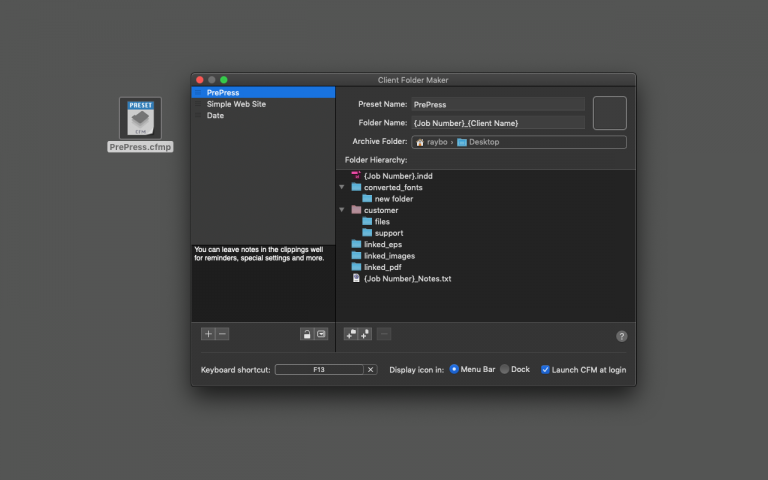 Client Folder Maker
PRESET
CFM
PrePress.cfmp
PrePress
Simple Web Site
Date
You can leave notes in the clippings well
for reminders, special settings and more.
Preset Name: PrePress
Folder Name: {Job Number}_{Client Name}
Archive Folder: raybo › Desktop
Folder Hierarchy:
{Job Number}.indd
converted_fonts
new folder
customer
files
support
linked_eps
linked_images
linked_pdf
{Job Number}_Notes.txt
?
Keyboard shortcut: F13
Display icon in: Menu Bar Dock Launch CFM at login